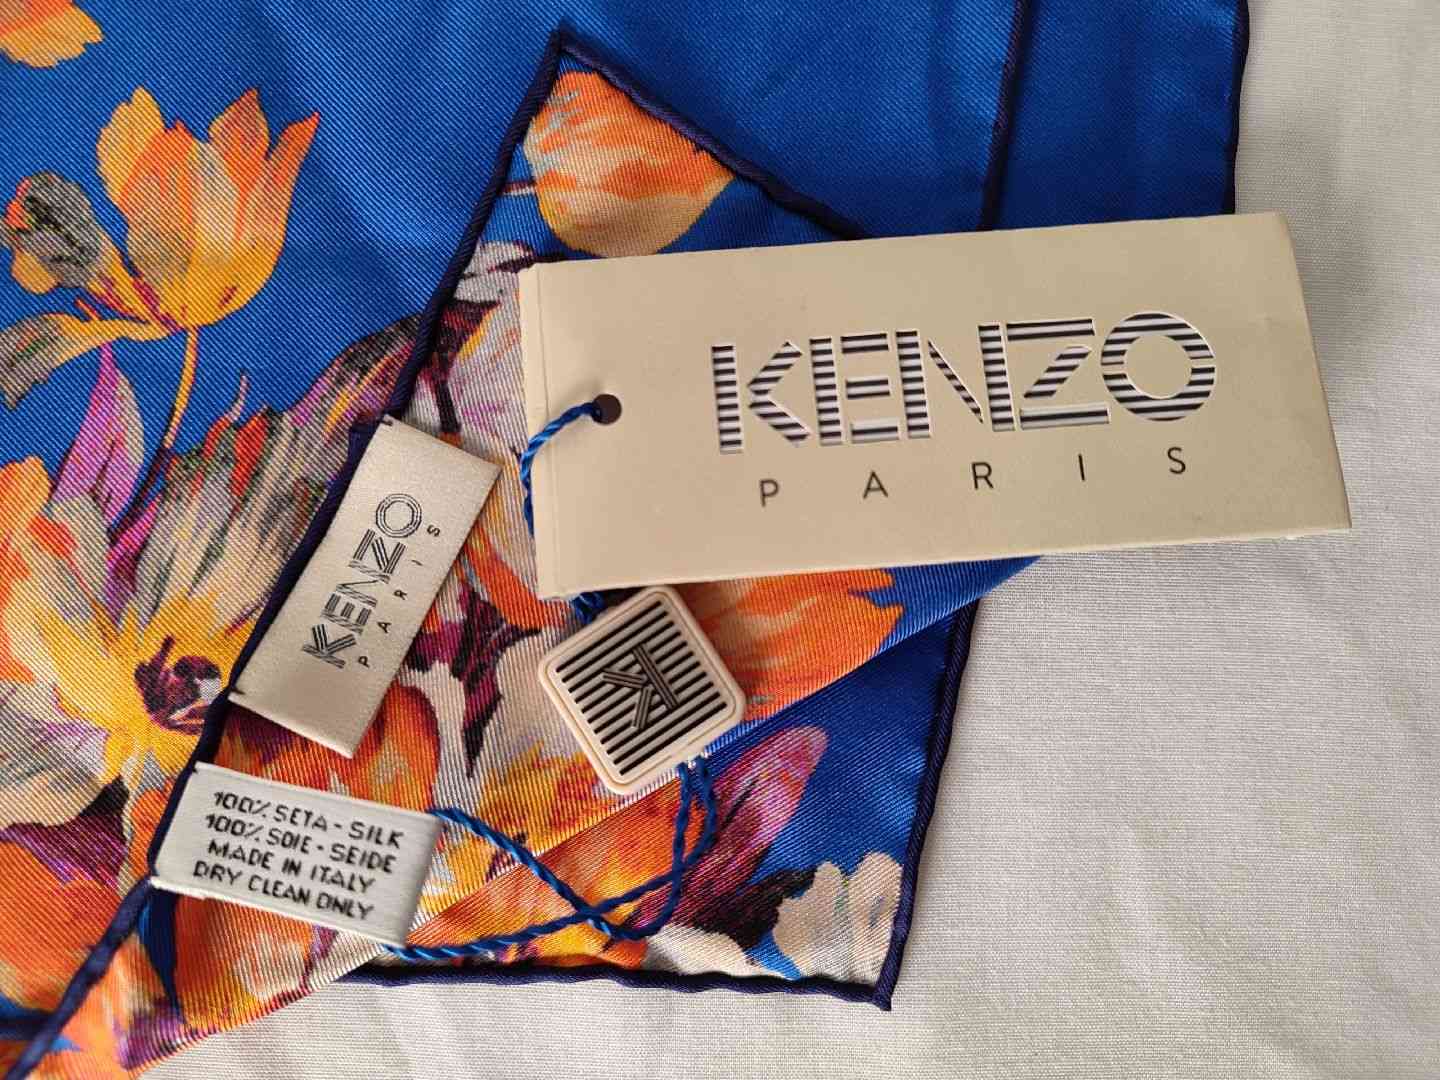 KENZO
PARIS
KENZO
PARIS
K
100% SETA - SILK
100% SOIE - SEIDE
MADE IN ITALY
DRY CLEAN ONLY